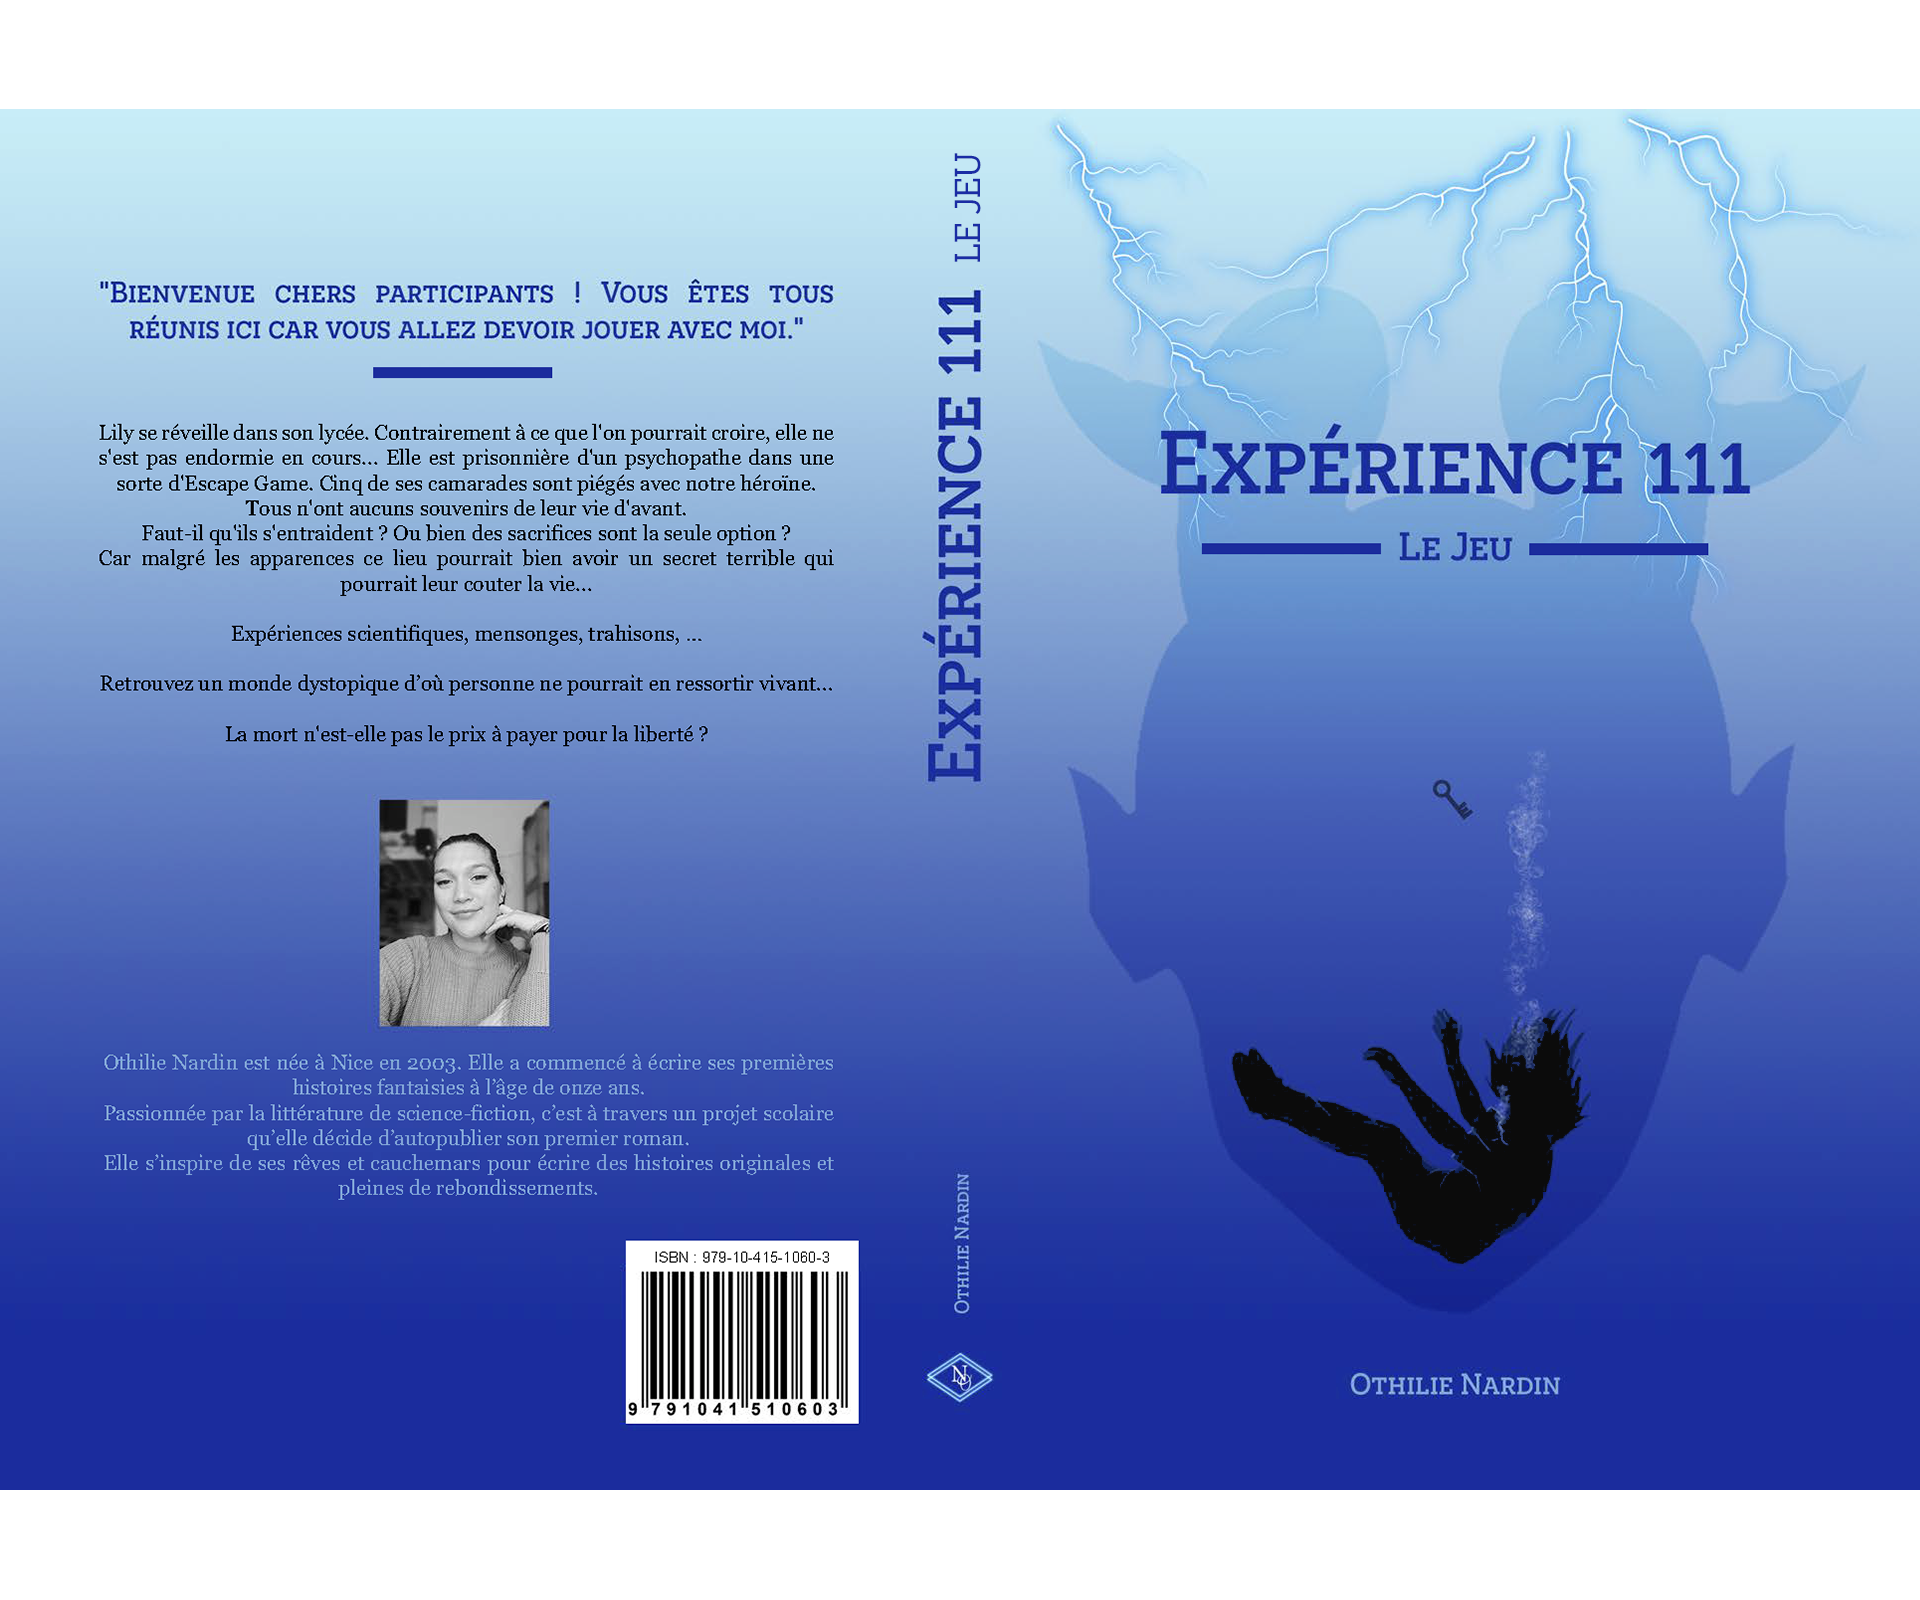 "Bienvenue chers participants ! Vous êtes tous
réunis ici car vous allez devoir jouer avec moi."
Lily se réveille dans son lycée. Contrairement à ce que l'on pourrait croire, elle ne
s'est pas endormie en cours... Elle est prisonnière d'un psychopathe dans une
sorte d'Escape Game. Cinq de ses camarades sont piégés avec notre héroïne.
Tous n'ont aucuns souvenirs de leur vie d'avant.
Faut-il qu'ils s'entraident ? Ou bien des sacrifices sont la seule option ?
Car malgré les apparences ce lieu pourrait bien avoir un secret terrible qui
pourrait leur couter la vie...
Expériences scientifiques, mensonges, trahisons, ...
Retrouvez un monde dystopique d’où personne ne pourrait en ressortir vivant...
La mort n'est-elle pas le prix à payer pour la liberté ?
Othilie Nardin est née à Nice en 2003. Elle a commencé à écrire ses premières
histoires fantaisies à l’âge de onze ans.
Passionnée par la littérature de science-fiction, c’est à travers un projet scolaire
qu’elle décide d’autopublier son premier roman.
Elle s’inspire de ses rêves et cauchemars pour écrire des histoires originales et
pleines de rebondissements.
ISBN : 979-10-415-1060-3
9 791041 510603
Expérience 111 Le Jeu
Othilie Nardin
NO
Expérience 111
Le Jeu
Othilie Nardin